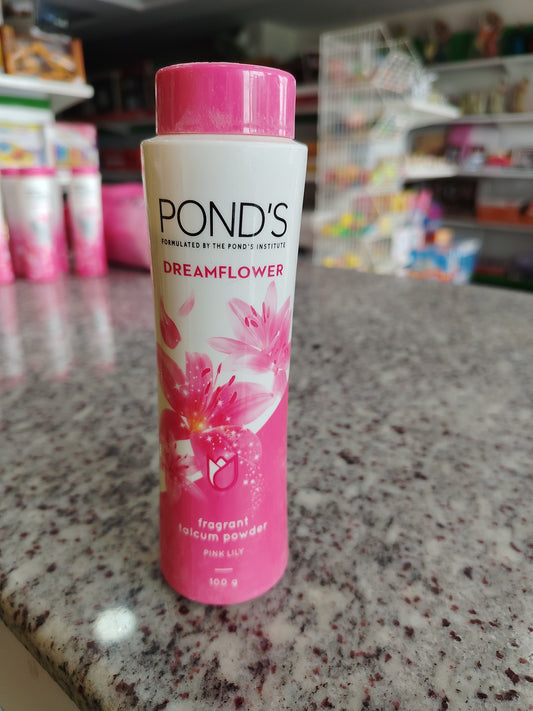 POND'S
FORMULATED BY THE POND'S INSTITUTE
DREAMFLOWER
fragrant
talcum powder
PINK LILY
100 g